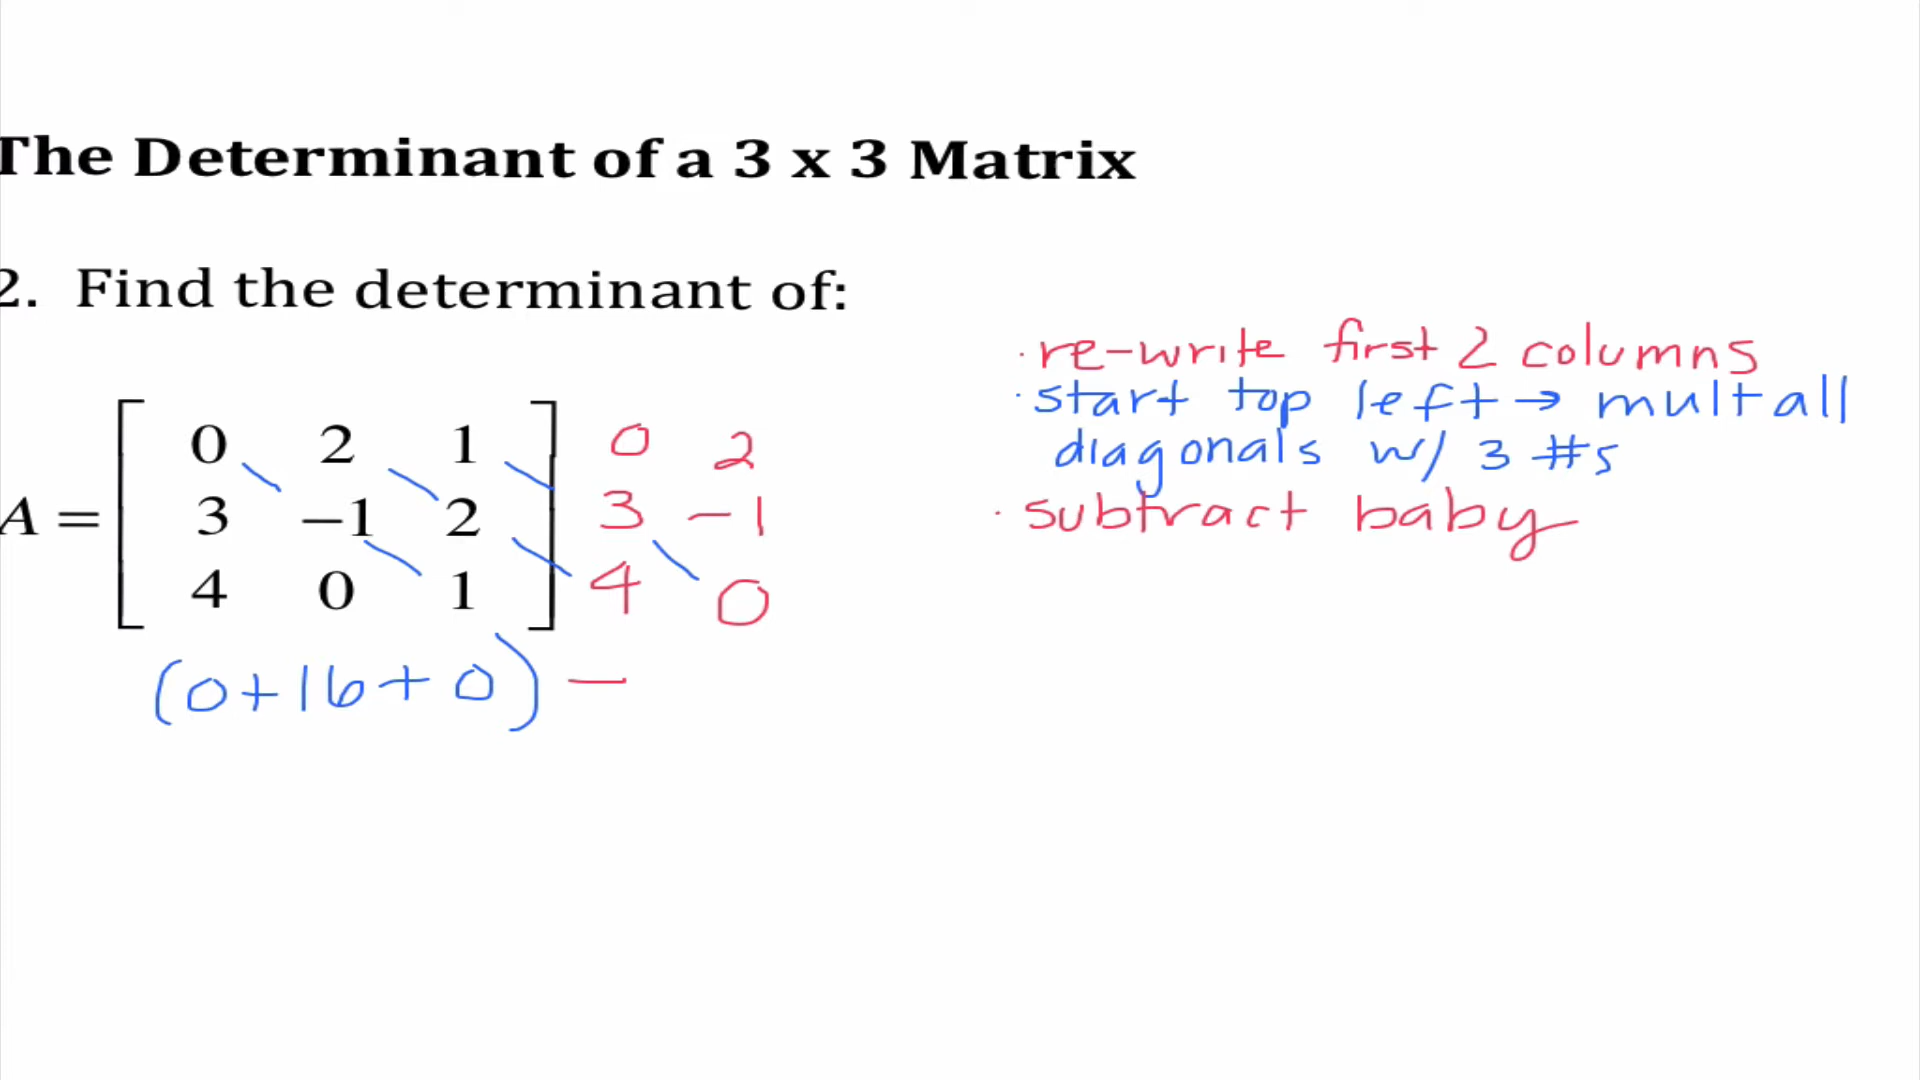 The Determinant of a 3 x 3 Matrix
2. Find the determinant of:
· re-write first 2 columns
· start top left → mult all
diagonals w/ 3 #s
· subtract baby
0 2 1 0 2
A = 3 −1 2 3 −1
4 0 1 4 0
(0+16+0) −